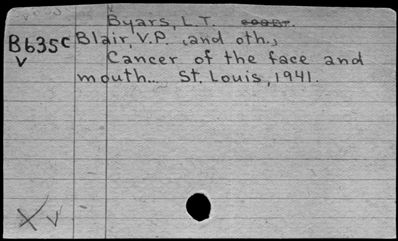 Byars, L.T.
B635c Blair, V.P. , and oth.,
v Cancer of the face and
mouth... St. Louis, 1941.
X v